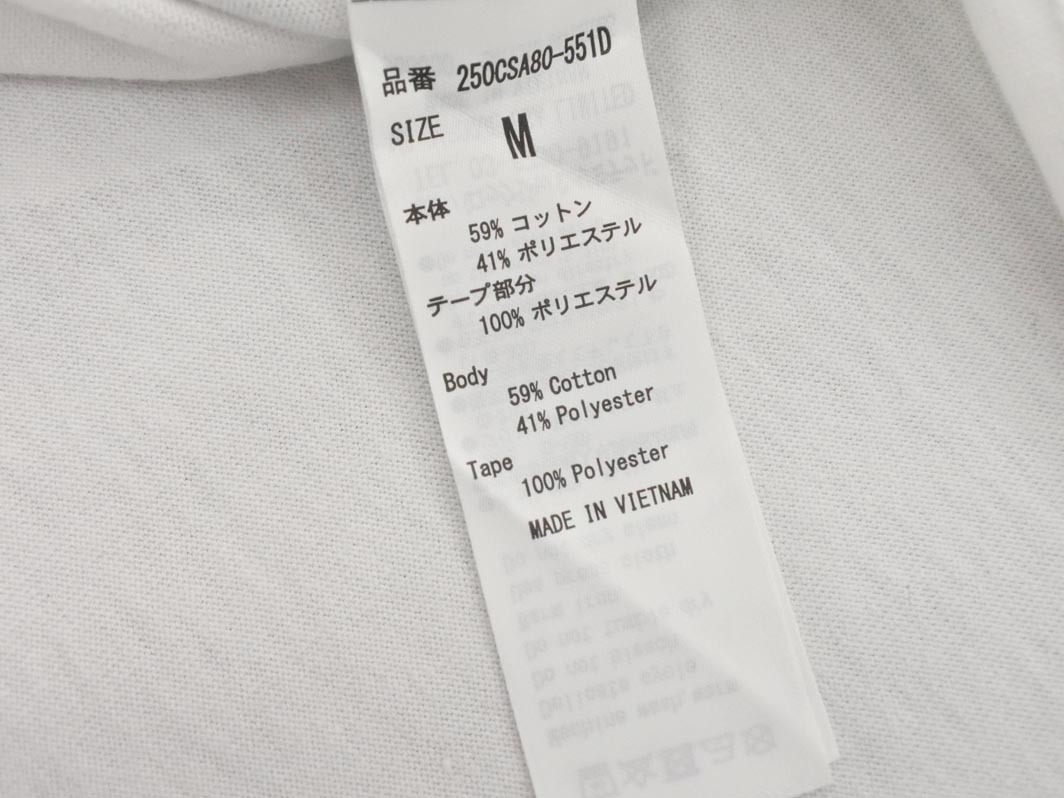 品番 250CSA80-551D
SIZE M
本体
59% コットン
41% ポリエステル
テープ部分
100% ポリエステル
Body
59% Cotton
41% Polyester
Tape
100% Polyester
MADE IN VIETNAM